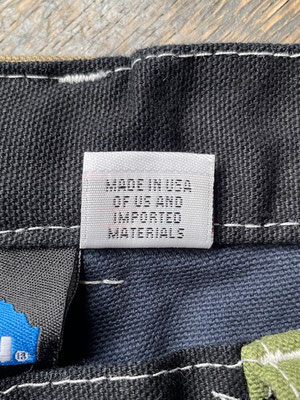 MADE IN USA
OF US AND
IMPORTED
MATERIALS